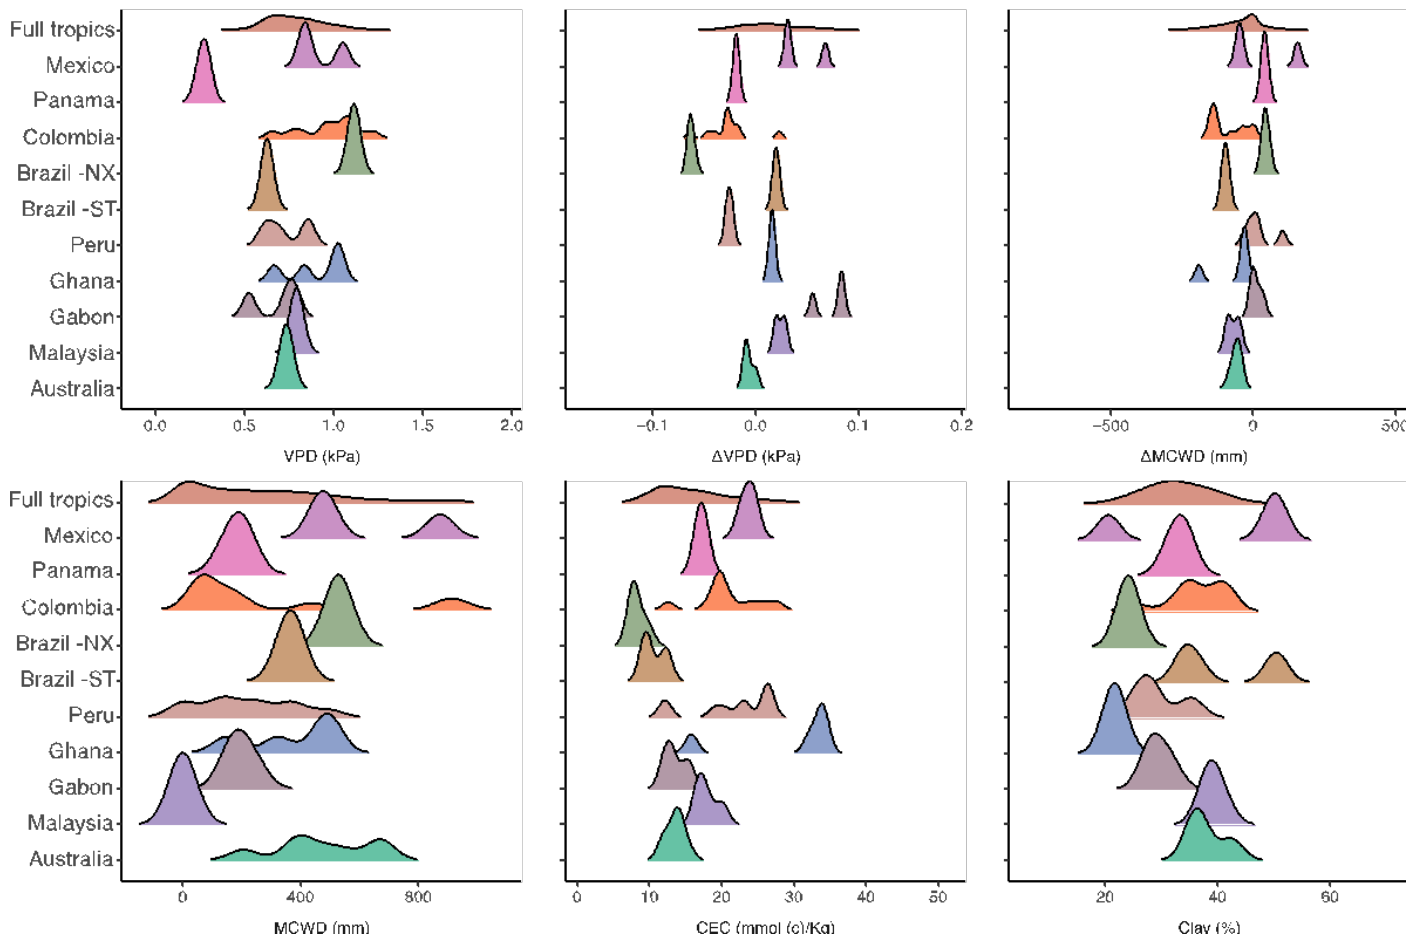 Full tropics
Mexico
Panama
Colombia
Brazil -NX
Brazil -ST
Peru
Ghana
Gabon
Malaysia
Australia
0.0 0.5 1.0 1.5 2.0
VPD (kPa)
−0.1 0.0 0.1 0.2
ΔVPD (kPa)
−500 0 500
ΔMCWD (mm)
Full tropics
Mexico
Panama
Colombia
Brazil -NX
Brazil -ST
Peru
Ghana
Gabon
Malaysia
Australia
0 400 800
MCWD (mm)
0 10 20 30 40 50
CEC (mmol (c)/Kg)
20 40 60
Clay (%)